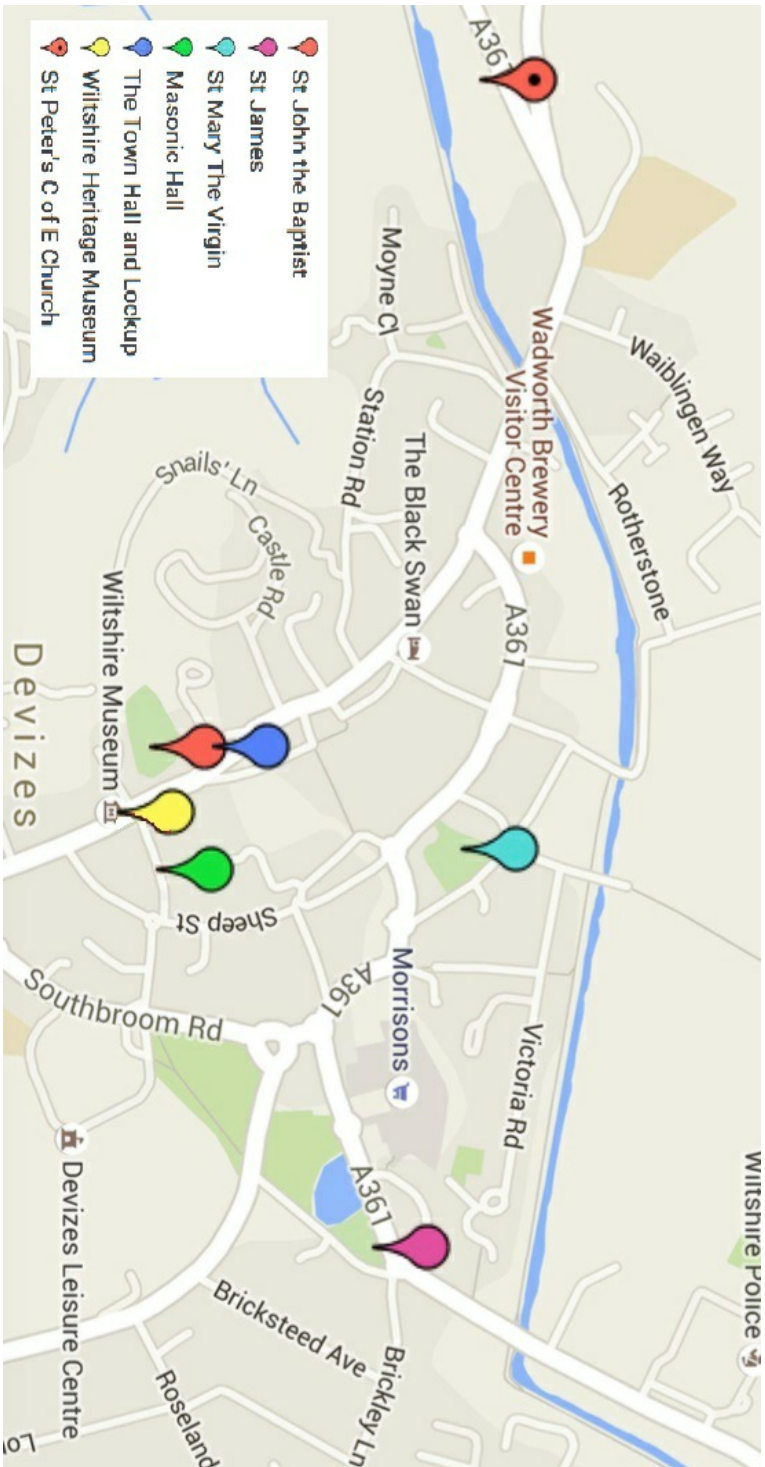 St John the Baptist
St James
St Mary The Virgin
Masonic Hall
The Town Hall and Lockup
Wiltshire Heritage Museum
St Peter's C of E Church
A361
Waiblingen Way
Rotherstone
Wadworth Brewery
Visitor Centre
Moyne Cl
Station Rd
The Black Swan
A361
Snails' Ln
Castle Rd
Wiltshire Museum
Devizes
Sheep St
Southbroom Rd
A361
Morrisons
Victoria Rd
A361
Wiltshire Police
Devizes Leisure Centre
Bricksteed Ave
Brickley Ln
Roseland